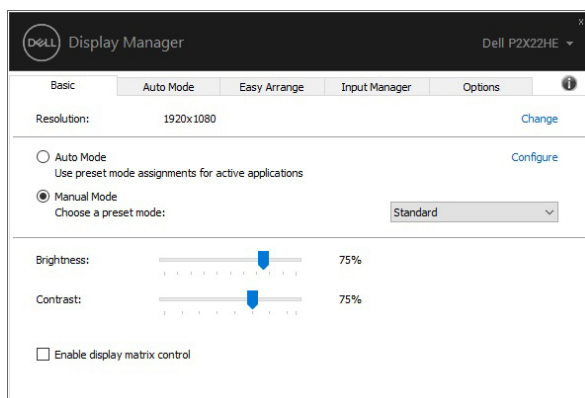 DELL Display Manager Dell P2X22HE
Basic Auto Mode Easy Arrange Input Manager Options
Resolution: 1920x1080 Change
Auto Mode Configure
Use preset mode assignments for active applications
Manual Mode
Choose a preset mode: Standard
Brightness: 75%
Contrast: 75%
Enable display matrix control